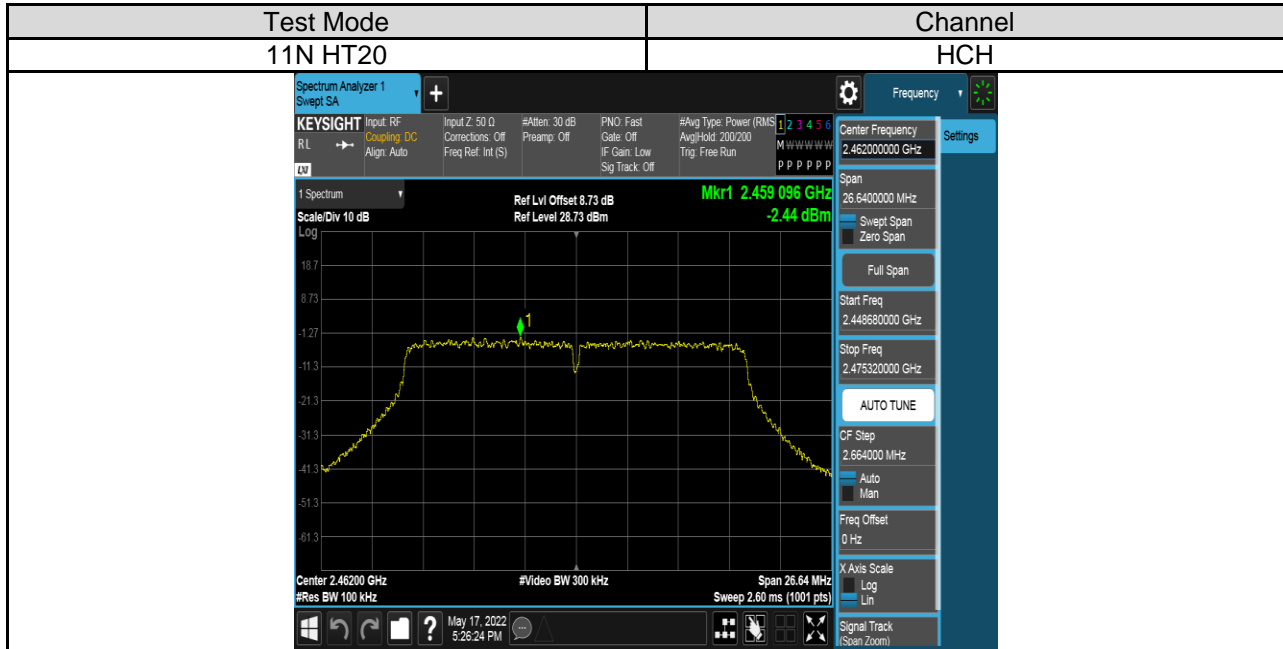 Test Mode Channel
11N HT20 HCH
Spectrum Analyzer 1
Swept SA
+
Frequency
KEYSIGHT Input: RF Input Z: 50 Ω #Atten: 30 dB PNO: Fast #Avg Type: Power (RMS 1 2 3 4 5 6
RL Coupling: DC Corrections: Off Preamp: Off Gate: Off Avg|Hold: 200/200 M W W W W W
Align: Auto Freq Ref: Int (S) IF Gain: Low Trig: Free Run
LXI Sig Track: Off P P P P P P
1 Spectrum Ref Lvl Offset 8.73 dB Mkr1 2.459 096 GHz
Scale/Div 10 dB Ref Level 28.73 dBm -2.44 dBm
Log
18.7
8.73
1
-1.27
-11.3
-21.3
-31.3
-41.3
-51.3
-61.3
Center 2.46200 GHz #Video BW 300 kHz Span 26.64 MHz
#Res BW 100 kHz Sweep 2.60 ms (1001 pts)
? May 17, 2022
5:26:24 PM
Center Frequency Settings
2.462000000 GHz
Span
26.6400000 MHz
Swept Span
Zero Span
Full Span
Start Freq
2.448680000 GHz
Stop Freq
2.475320000 GHz
AUTO TUNE
CF Step
2.664000 MHz
Auto
Man
Freq Offset
0 Hz
X Axis Scale
Log
Lin
Signal Track
(Span Zoom)